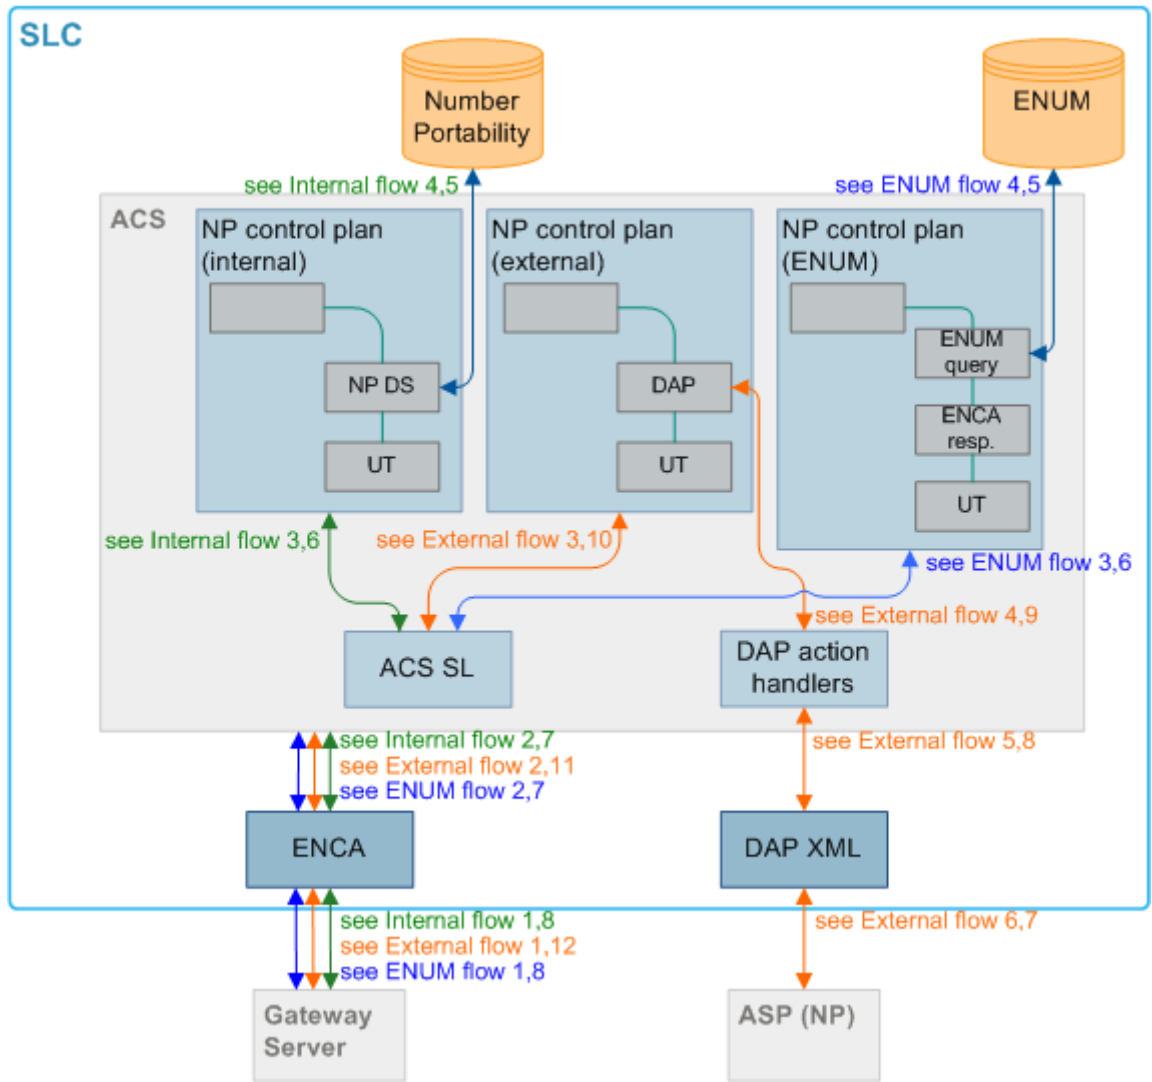 SLC
Number
Portability
ENUM
see Internal flow 4,5
see ENUM flow 4,5
ACS
NP control plan
(internal)
NP control plan
(external)
NP control plan
(ENUM)
NP DS
UT
DAP
UT
ENUM
query
ENCA
resp.
UT
see Internal flow 3,6
see External flow 3,10
see ENUM flow 3,6
see External flow 4,9
ACS SL
DAP action
handlers
see Internal flow 2,7
see External flow 2,11
see ENUM flow 2,7
see External flow 5,8
ENCA
DAP XML
see Internal flow 1,8
see External flow 1,12
see ENUM flow 1,8
see External flow 6,7
Gateway
Server
ASP (NP)